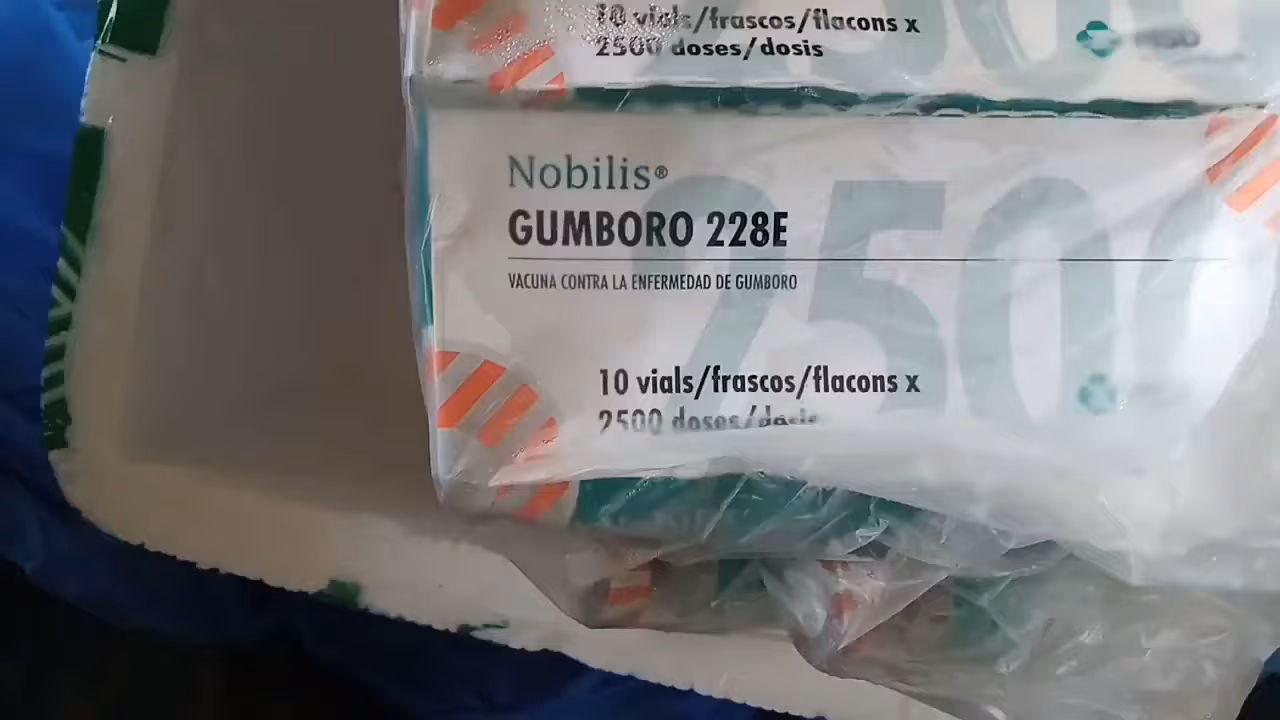 10 vials/frascos/flacons x
2500 doses/dosis
Nobilis®
GUMBORO 228E
VACUNA CONTRA LA ENFERMEDAD DE GUMBORO
250
10 vials/frascos/flacons x
2500 doses/dosis